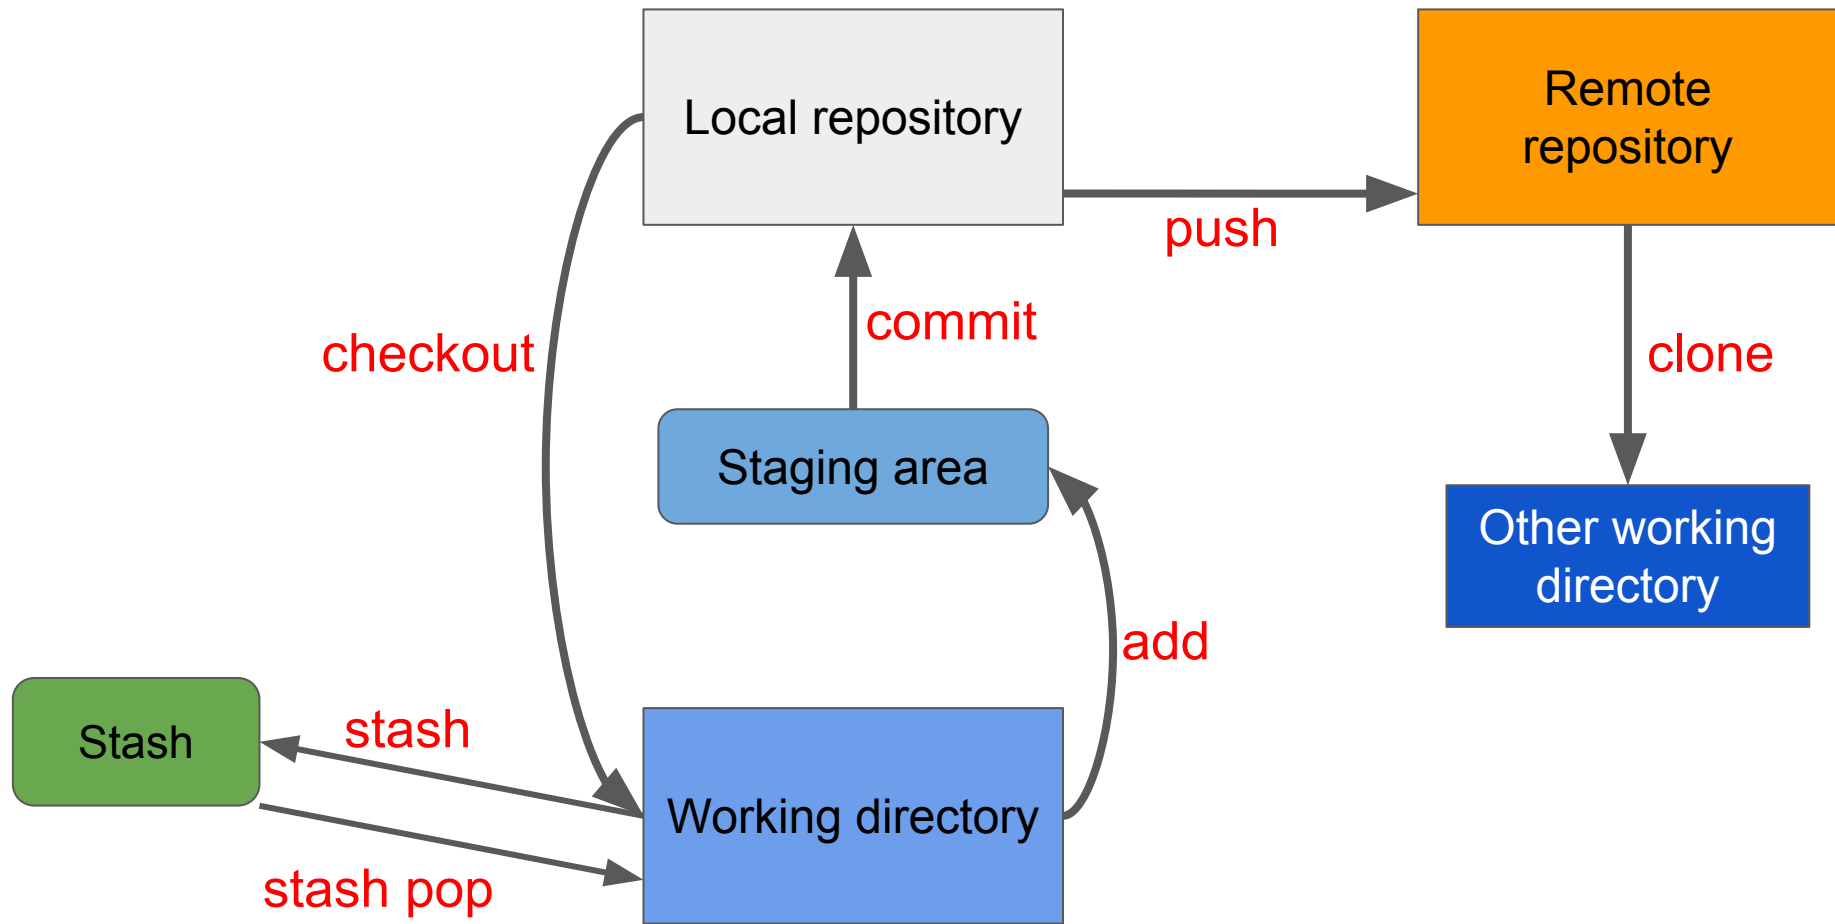 Local repository
Remote
repository
push
commit
checkout
clone
Staging area
Other working
directory
add
Stash
stash
Working directory
stash pop